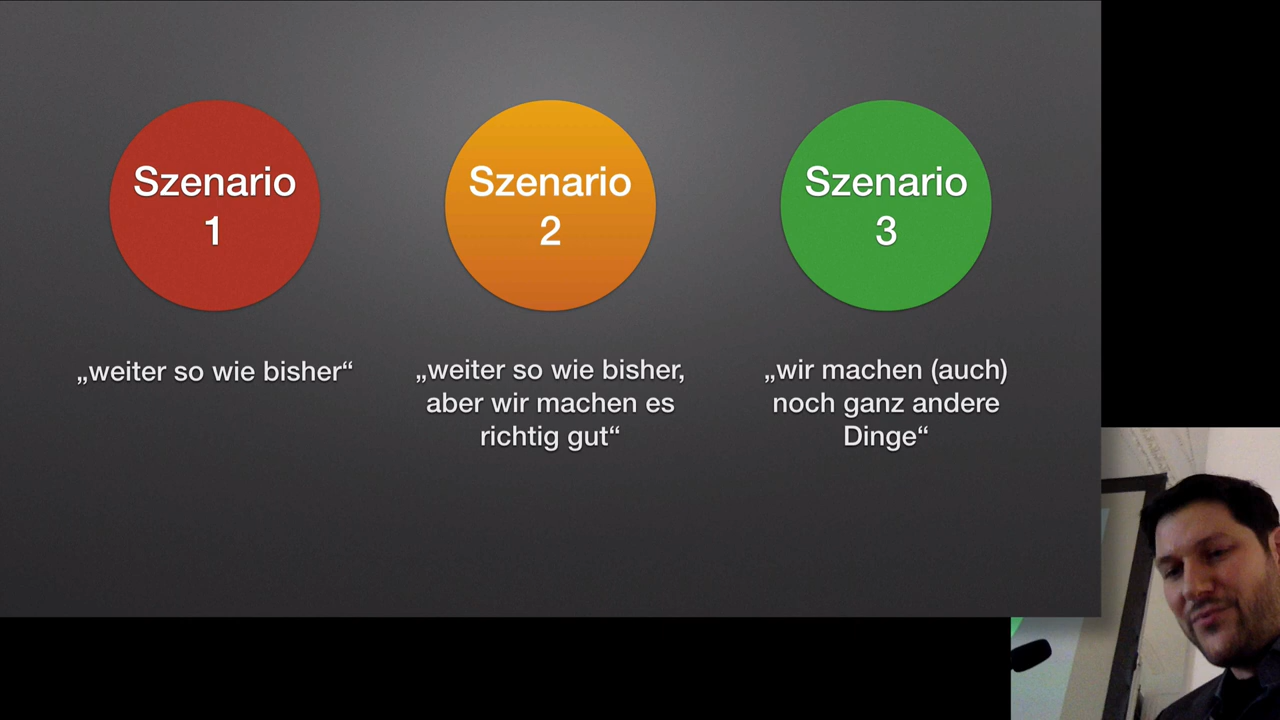 Szenario
1
Szenario
2
Szenario
3
„weiter so wie bisher“
„weiter so wie bisher,
aber wir machen es
richtig gut“
„wir machen (auch)
noch ganz andere
Dinge“